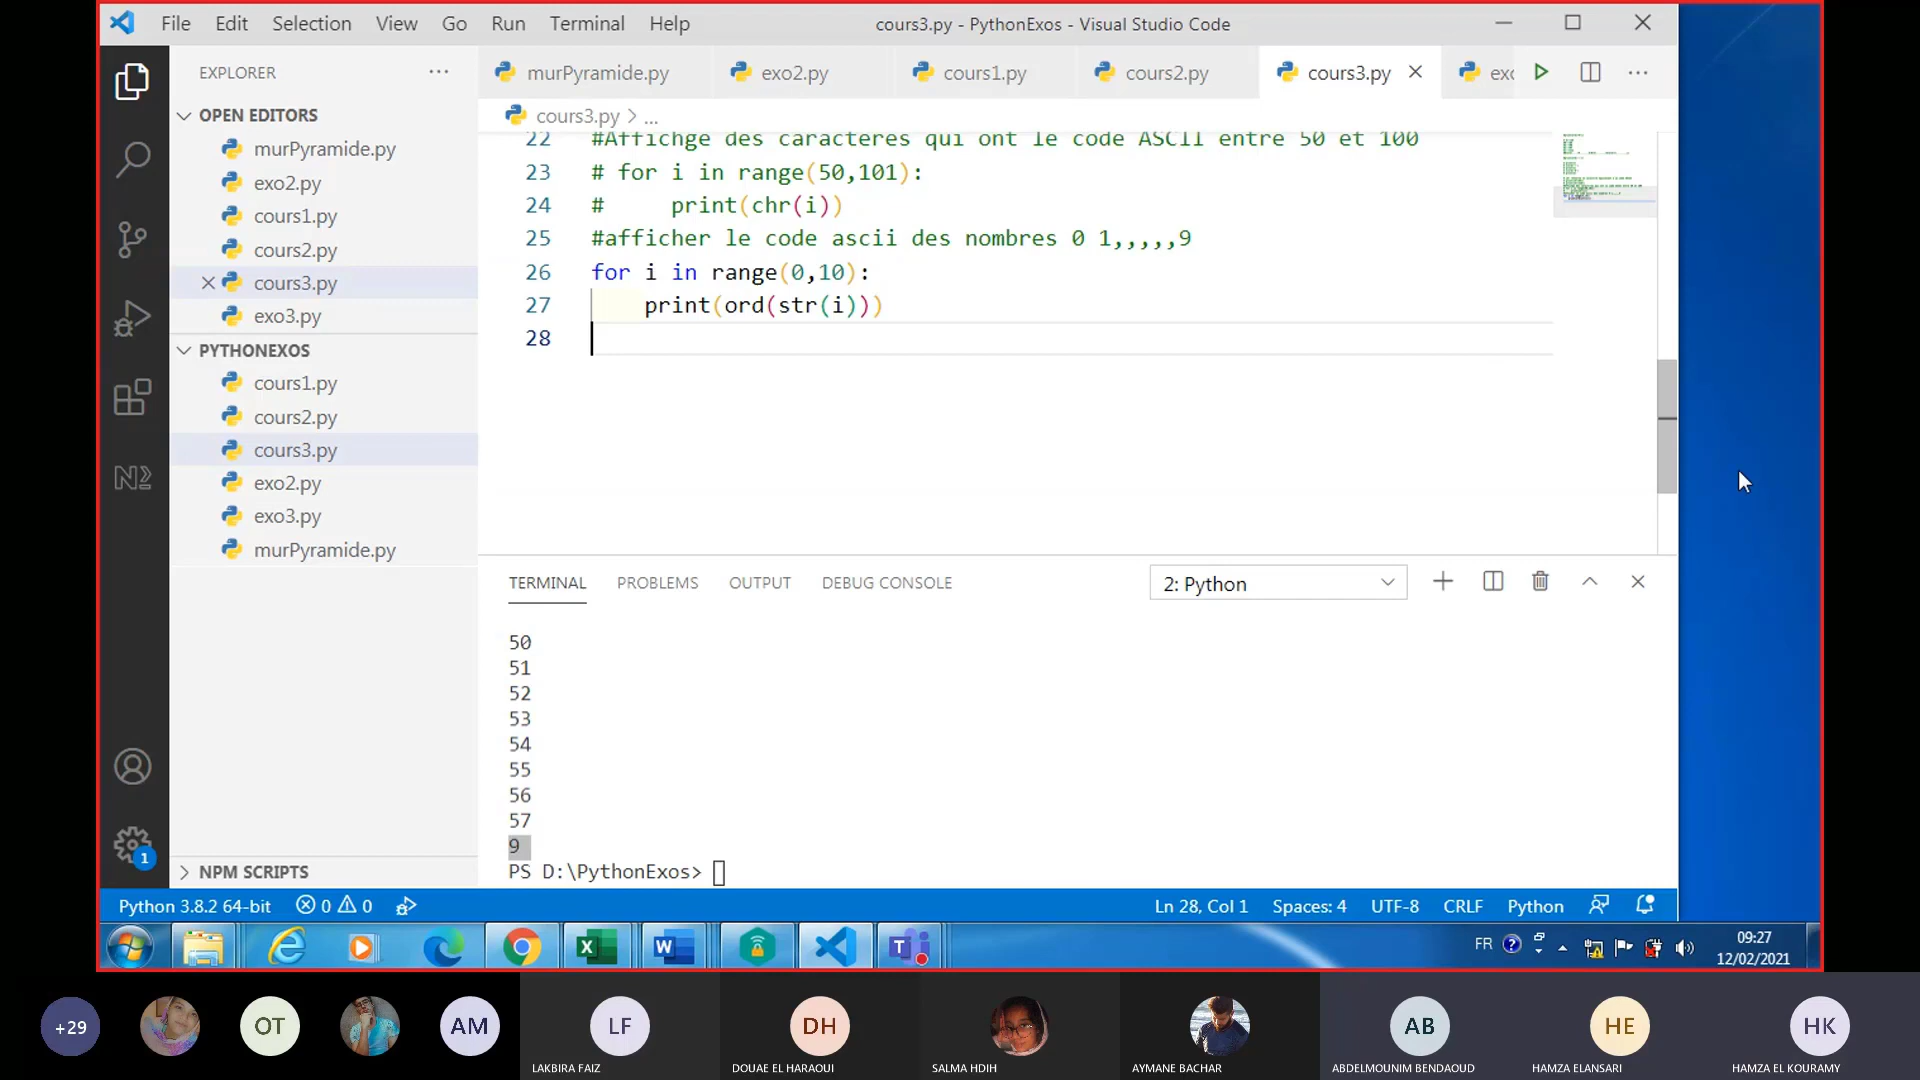 File Edit Selection View Go Run Terminal Help cours3.py - PythonExos - Visual Studio Code
EXPLORER
murPyramide.py exo2.py cours1.py cours2.py cours3.py
OPEN EDITORS
murPyramide.py
exo2.py
cours1.py
cours2.py
cours3.py
exo3.py
PYTHONEXOS
cours1.py
cours2.py
cours3.py
exo2.py
exo3.py
murPyramide.py
NPM SCRIPTS
cours3.py > ...
22 #Affichge des caracteres qui ont le code ASCII entre 50 et 100
23 # for i in range(50,101):
24 #     print(chr(i))
25 #afficher le code ascii des nombres 0 1,,,,,9
26 for i in range(0,10):
27     print(ord(str(i)))
28
TERMINAL PROBLEMS OUTPUT DEBUG CONSOLE 2: Python
50
51
52
53
54
55
56
57
9
PS D:\PythonExos>
1
Python 3.8.2 64-bit 0 0 Ln 28, Col 1 Spaces: 4 UTF-8 CRLF Python
FR 09:27
12/02/2021
+29 OT AM LF DH AB HE HK
LAKBIRA FAIZ DOUAE EL HARAOUI SALMA HDIH AYMANE BACHAR ABDELMOUNIM BENDAOUD HAMZA ELANSARI HAMZA EL KOURAMY